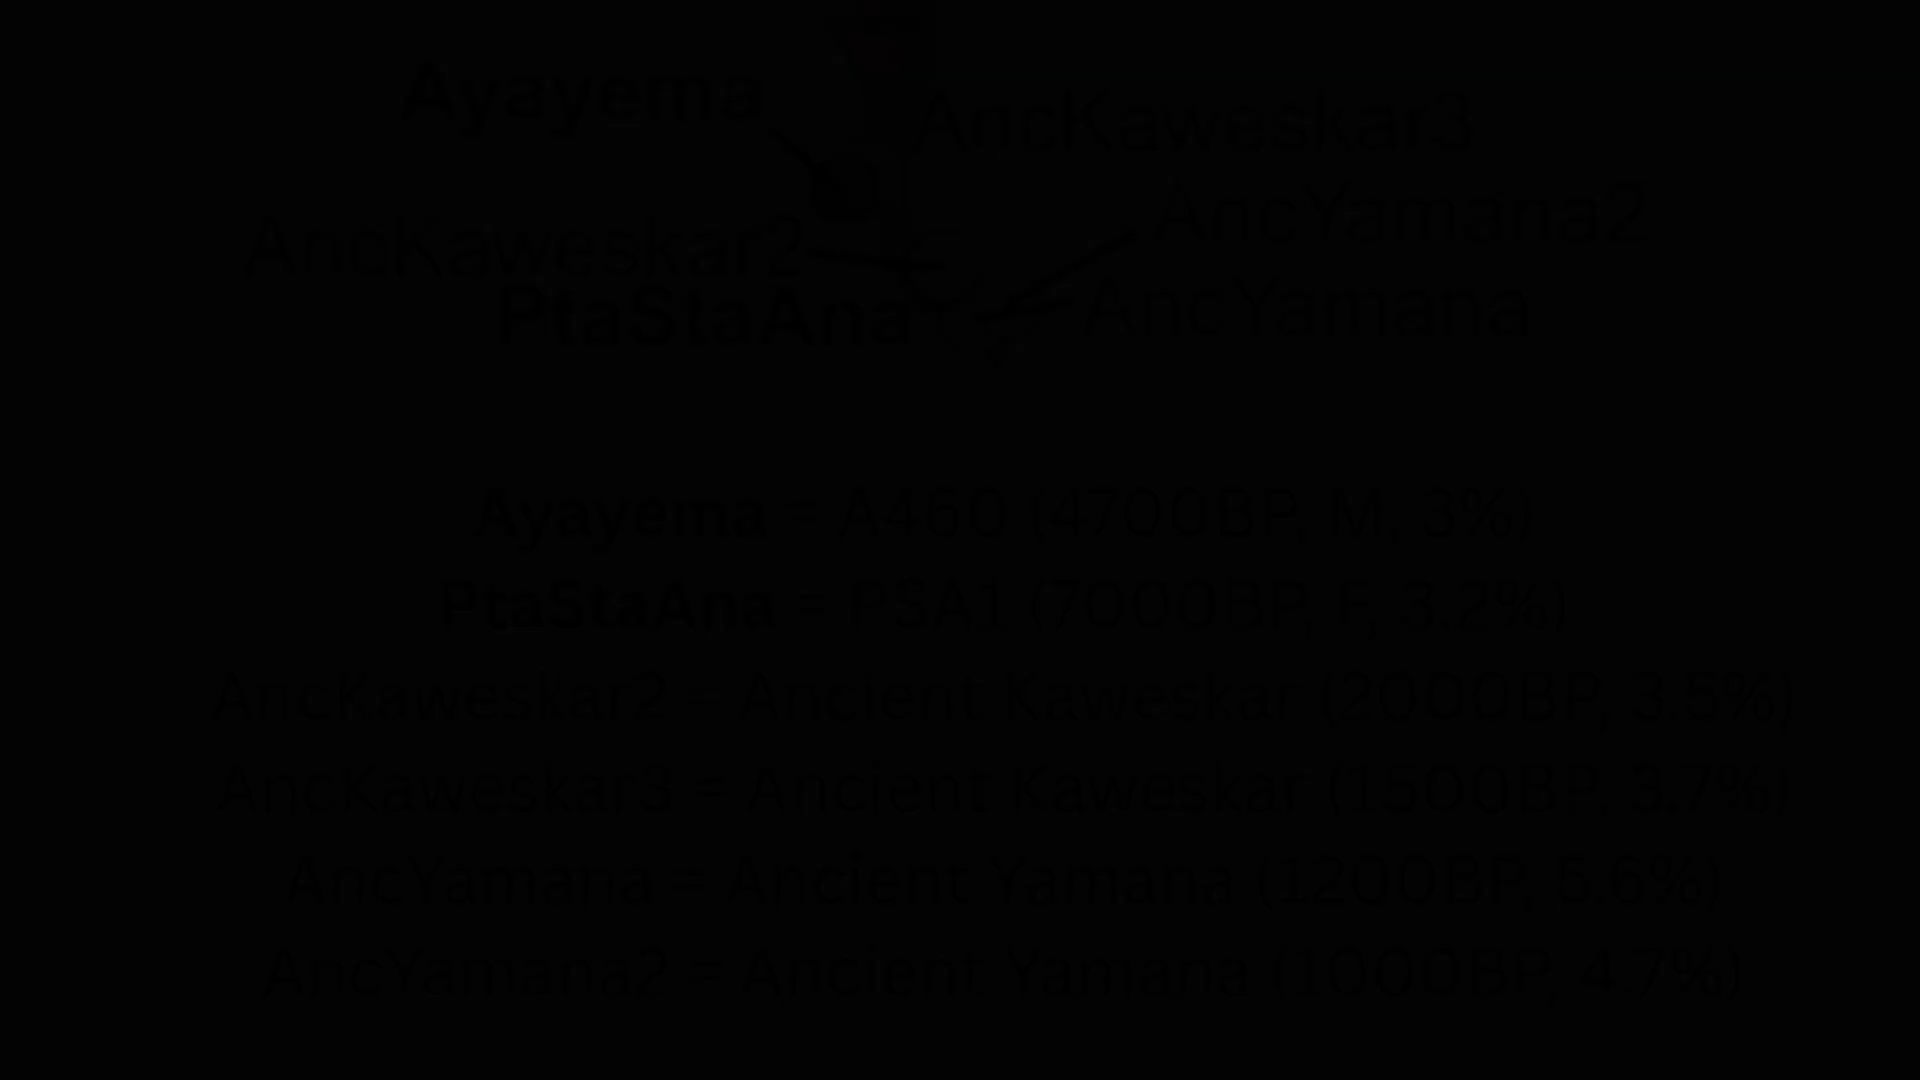 Ayayema
AncKaweskar3
AncYamana2
AncKaweskar2
AncYamana
PtaStaAna
Ayayema = A460 (4700BP, M, 3%)
PtaStaAna = PSA1 (7000BP, F, 3.2%)
AncKaweskar2 = Ancient Kaweskar (2000BP, 3.5%)
AncKaweskar3 = Ancient Kaweskar (1500BP, 3.7%)
AncYamana = Ancient Yamana (1200BP, 5.6%)
AncYamana2 = Ancient Yamana (1000BP, 4.7%)